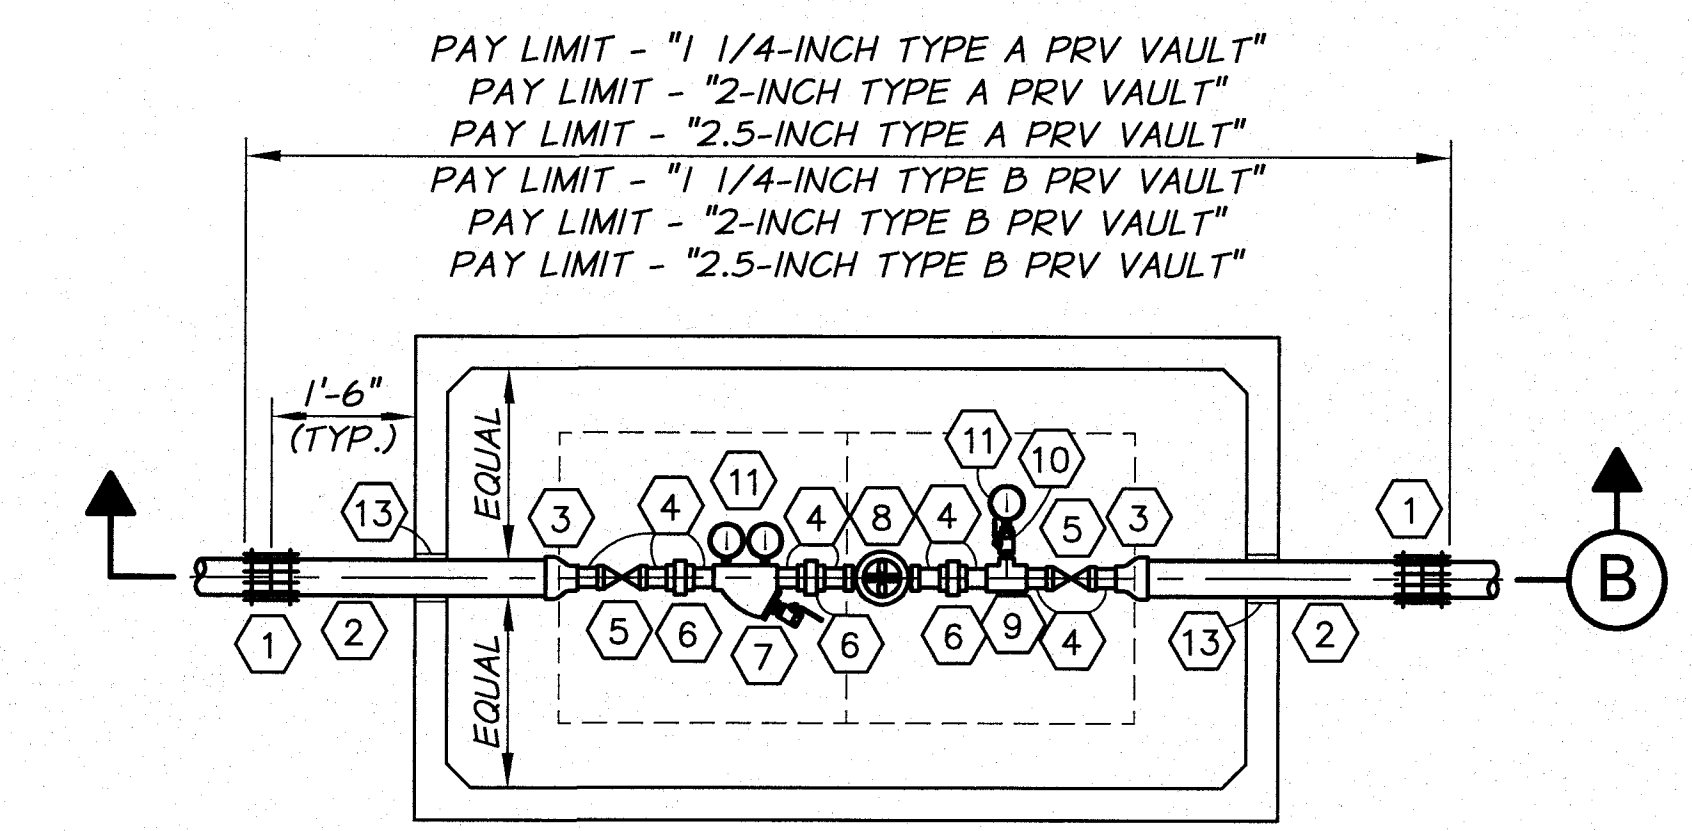 PAY LIMIT - "1 1/4-INCH TYPE A PRV VAULT"
PAY LIMIT - "2-INCH TYPE A PRV VAULT"
PAY LIMIT - "2.5-INCH TYPE A PRV VAULT"
PAY LIMIT - "1 1/4-INCH TYPE B PRV VAULT"
PAY LIMIT - "2-INCH TYPE B PRV VAULT"
PAY LIMIT - "2.5-INCH TYPE B PRV VAULT"
1'-6"
(TYP.)
EQUAL
11
10
11
13
3
4
4
8
4
5
3
1
B
1
2
5
6
7
6
6
9
4
13
2
EQUAL